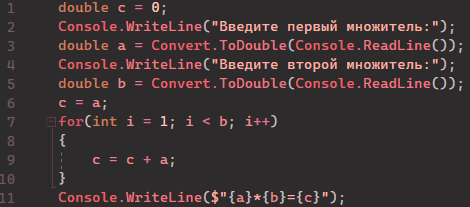 1 double c = 0;
2 Console.WriteLine("Введите первый множитель:");
3 double a = Convert.ToDouble(Console.ReadLine());
4 Console.WriteLine("Введите второй множитель:");
5 double b = Convert.ToDouble(Console.ReadLine());
6 c = a;
7 for(int i = 1; i < b; i++)
8 {
9 c = c + a;
10 }
11 Console.WriteLine($"{a}*{b}={c}");